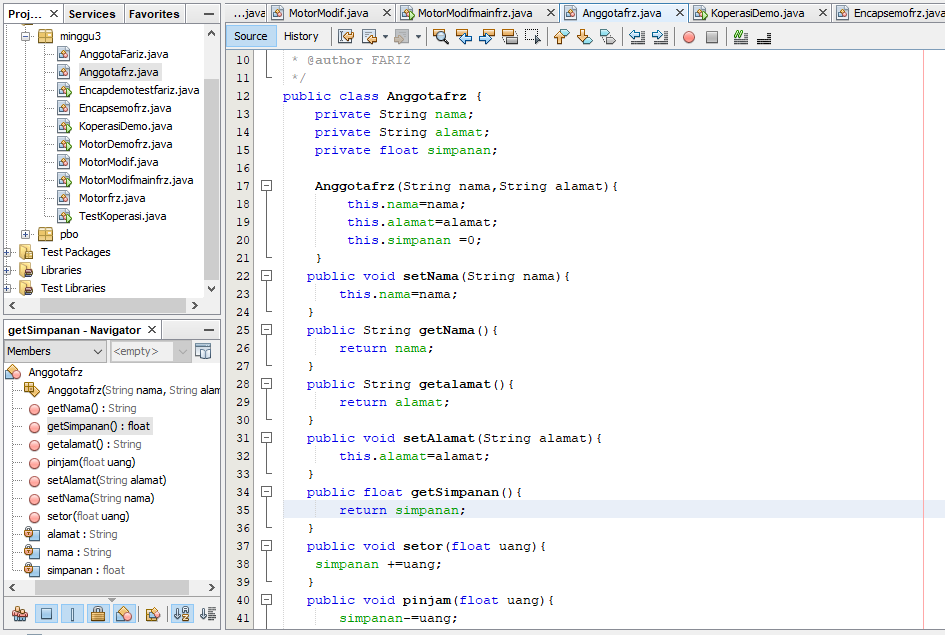 Proj... × Services Favorites
minggu3
AnggotaFariz.java
Anggotafrz.java
Encapdemotestfariz.java
Encapsemofrz.java
KoperasiDemo.java
MotorDemofrz.java
MotorModif.java
MotorModifmainfrz.java
Motorfrz.java
TestKoperasi.java
pbo
Test Packages
Libraries
Test Libraries
getSimpanan - Navigator ×
Members <empty>
Anggotafrz
Anggotafrz(String nama, String alam
getNama() : String
getSimpanan() : float
getalamat() : String
pinjam(float uang)
setAlamat(String alamat)
setNama(String nama)
setor(float uang)
alamat : String
nama : String
simpanan : float
...java MotorModif.java × MotorModifmainfrz.java × Anggotafrz.java × KoperasiDemo.java × Encapsemofrz.java
Source History
10 * @author FARIZ
11 */
12 public class Anggotafrz {
13 private String nama;
14 private String alamat;
15 private float simpanan;
16
17 Anggotafrz(String nama,String alamat){
18 this.nama=nama;
19 this.alamat=alamat;
20 this.simpanan =0;
21 }
22 public void setNama(String nama){
23 this.nama=nama;
24 }
25 public String getNama(){
26 return nama;
27 }
28 public String getalamat(){
29 return alamat;
30 }
31 public void setAlamat(String alamat){
32 this.alamat=alamat;
33 }
34 public float getSimpanan(){
35 return simpanan;
36 }
37 public void setor(float uang){
38 simpanan +=uang;
39 }
40 public void pinjam(float uang){
41 simpanan-=uang;